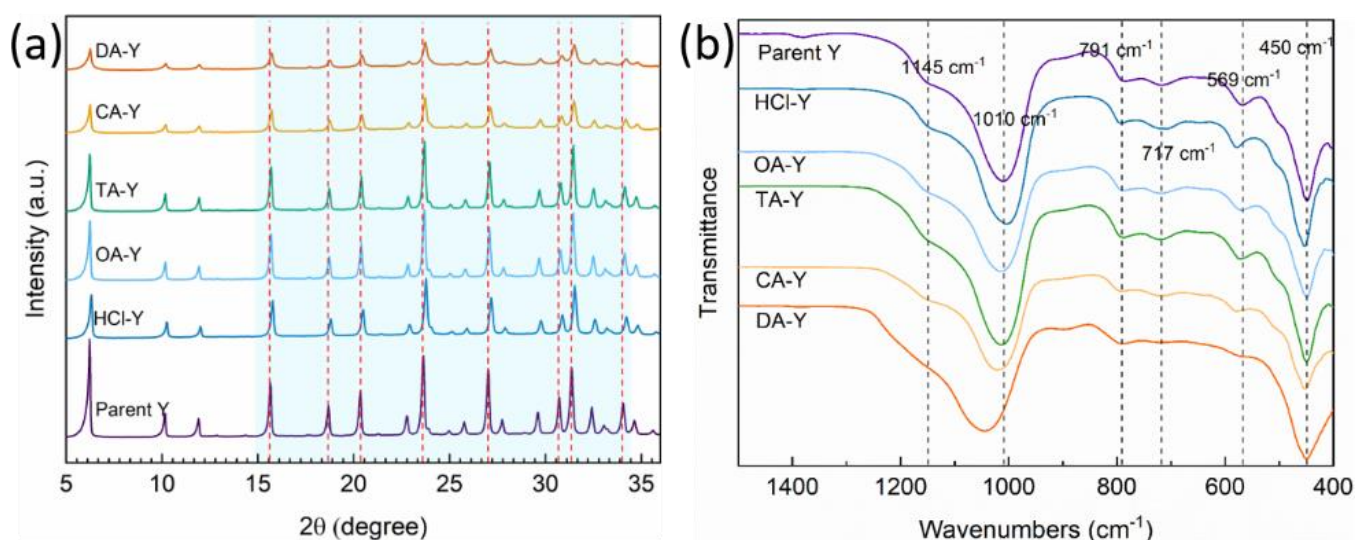 (a)
DA-Y
CA-Y
TA-Y
OA-Y
HCl-Y
Parent Y
Intensity (a.u.)
5 10 15 20 25 30 35
2θ (degree)
(b)
Parent Y
HCl-Y
OA-Y
TA-Y
CA-Y
DA-Y
1145 cm⁻¹
1010 cm⁻¹
791 cm⁻¹
717 cm⁻¹
569 cm⁻¹
450 cm⁻¹
Transmittance
1400 1200 1000 800 600 400
Wavenumbers (cm⁻¹)